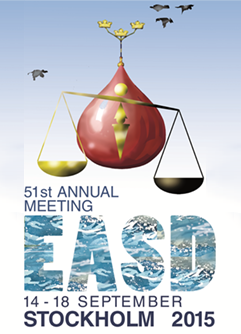 51st ANNUAL
MEETING
EASD
14 - 18 SEPTEMBER
STOCKHOLM 2015